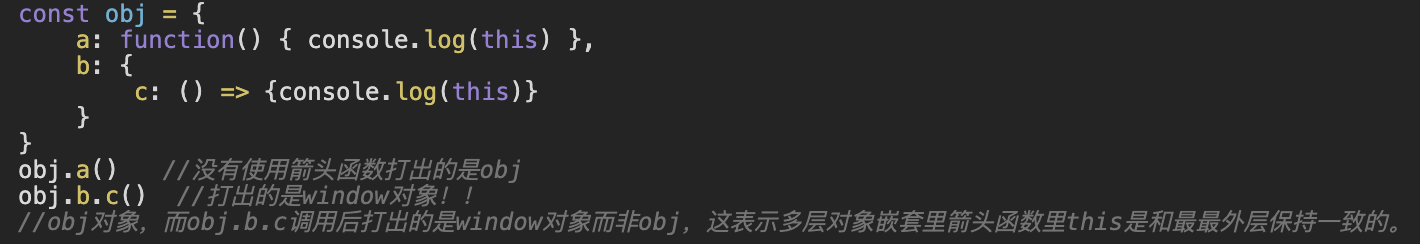 const obj = {
    a: function() { console.log(this) },
    b: {
        c: () => {console.log(this)}
    }
}
obj.a()   //没有使用箭头函数打出的是obj
obj.b.c()  //打出的是window对象！！
//obj对象，而obj.b.c调用后打出的是window对象而非obj，这表示多层对象嵌套里箭头函数里this是和最最外层保持一致的。